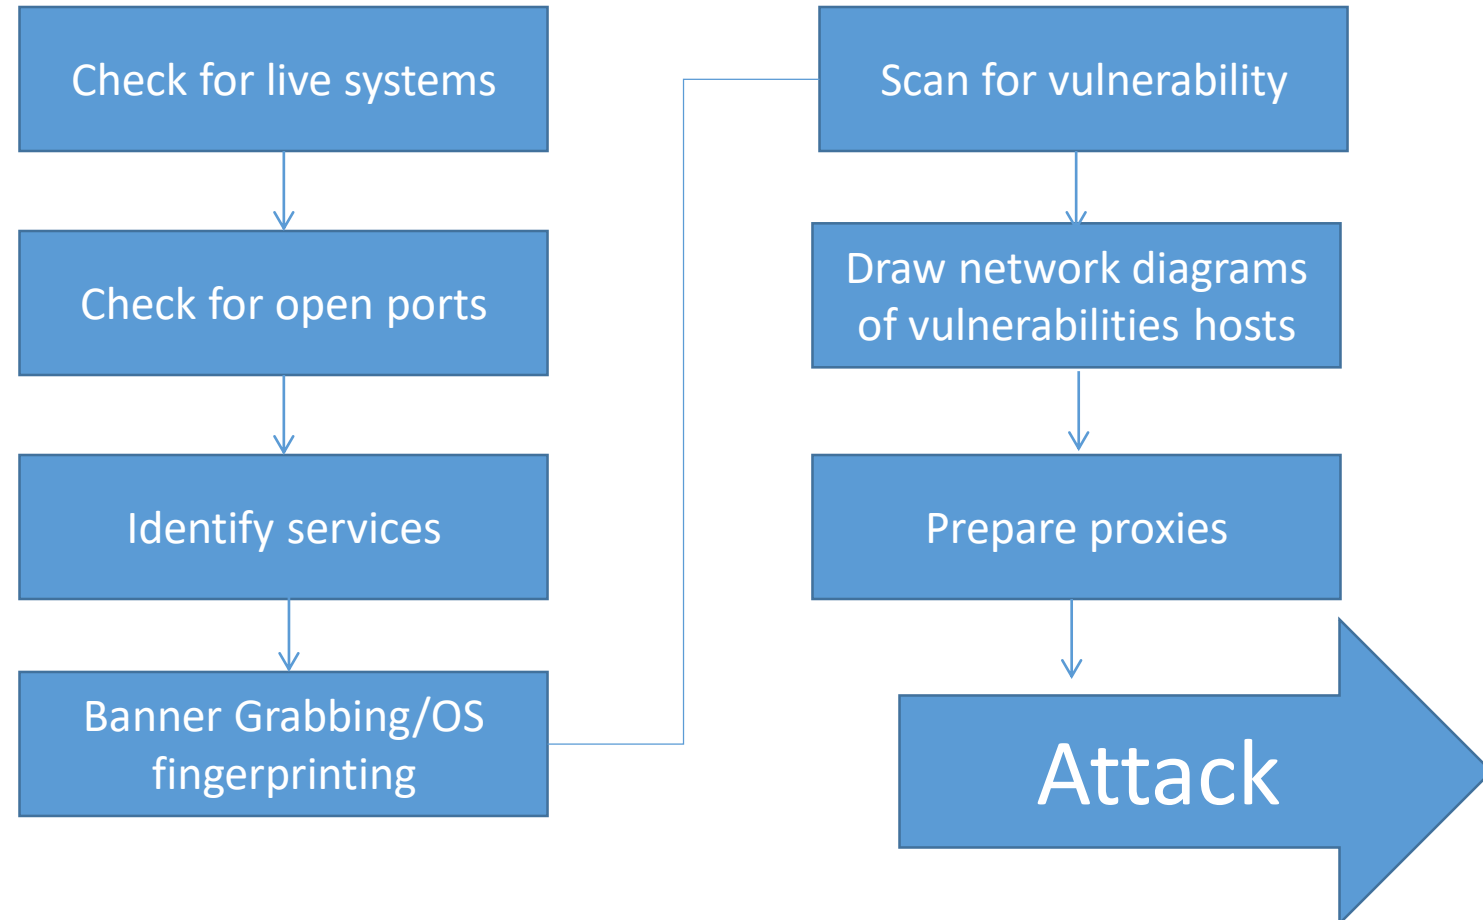 Check for live systems
Check for open ports
Identify services
Banner Grabbing/OS
fingerprinting
Scan for vulnerability
Draw network diagrams
of vulnerabilities hosts
Prepare proxies
Attack